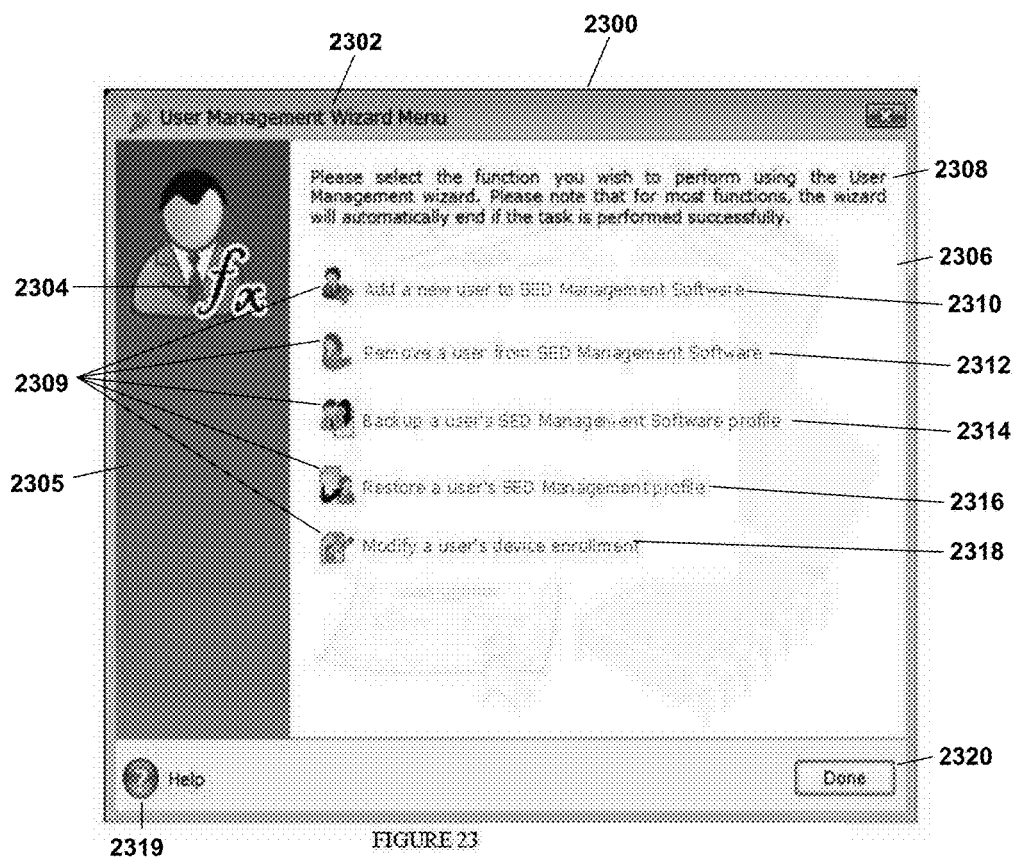 2300
2302
User Management Wizard Menu
Please select the function you wish to perform using the User
Management wizard. Please note that for most functions, the wizard
will automatically end if the task is performed successfully.
2308
2306
2304
fx
Add a new user to SED Management Software
2310
2309
Remove a user from SED Management Software
2312
Backup a user's SED Management Software profile
2314
2305
Restore a user's SED Management profile
2316
Modify a user's device enrollment
2318
? Help
Done
2320
2319
FIGURE 23